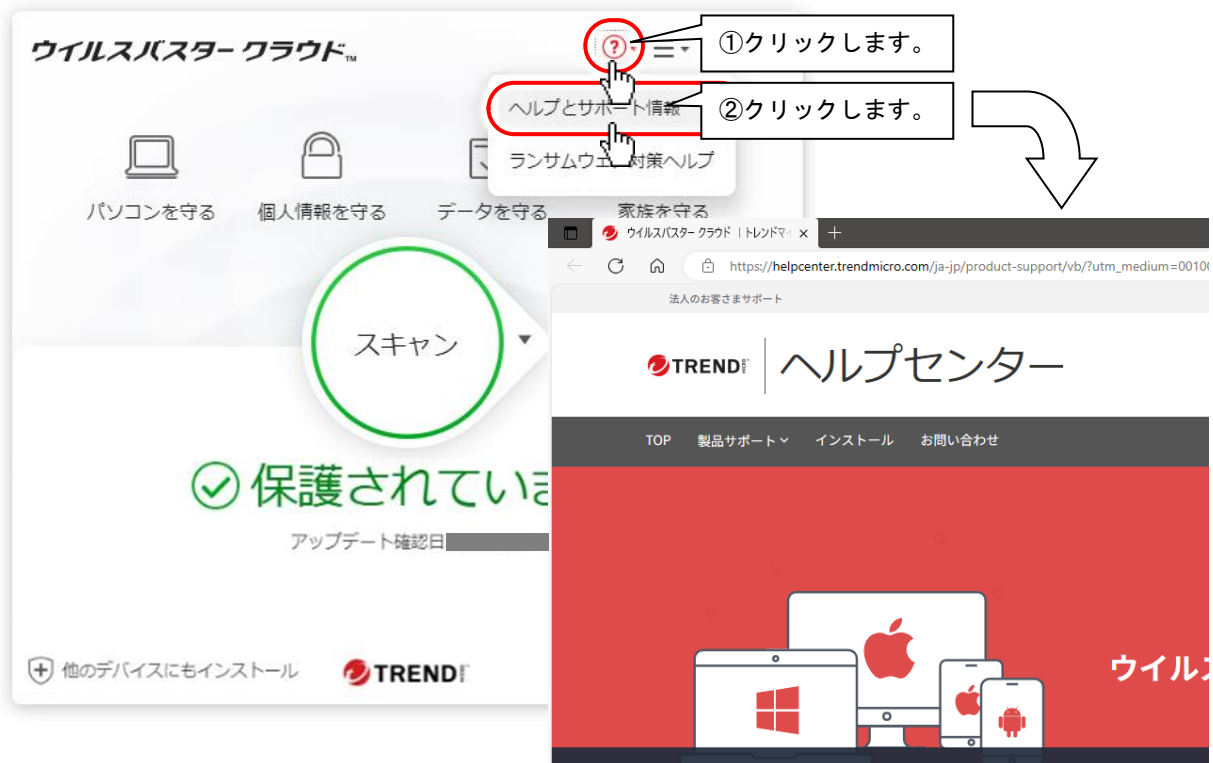 ウイルスバスター クラウド™
①クリックします。
②クリックします。
ヘルプとサポート情報
ランサムウェア対策ヘルプ
パソコンを守る
個人情報を守る
データを守る
家族を守る
スキャン
保護されていま
アップデート確認日
他のデバイスにもインストール
TREND MICRO
ウイルスバスター クラウド | トレンドマイ
https://helpcenter.trendmicro.com/ja-jp/product-support/vb/?utm_medium=00100
法人のお客さまサポート
TREND MICRO
ヘルプセンター
TOP
製品サポート
インストール
お問い合わせ
ウイルス